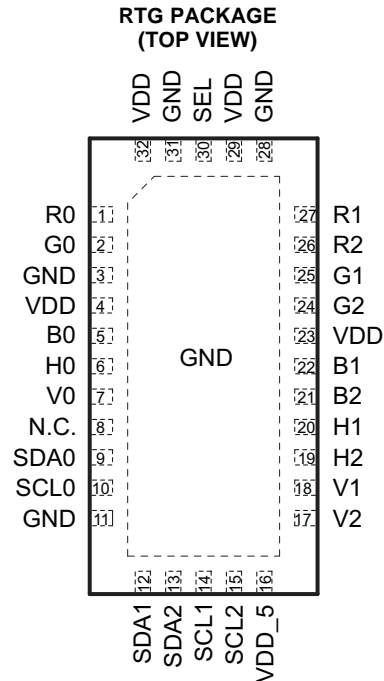 RTG PACKAGE
(TOP VIEW)
VDD GND SEL VDD GND
32 31 30 29 28
R0 1 27 R1
G0 2 26 R2
GND 3 25 G1
VDD 4 24 G2
B0 5 23 VDD
GND
H0 6 22 B1
V0 7 21 B2
N.C. 8 20 H1
SDA0 9 19 H2
SCL0 10 18 V1
GND 11 17 V2
12 13 14 15 16
SDA1 SDA2 SCL1 SCL2 VDD_5